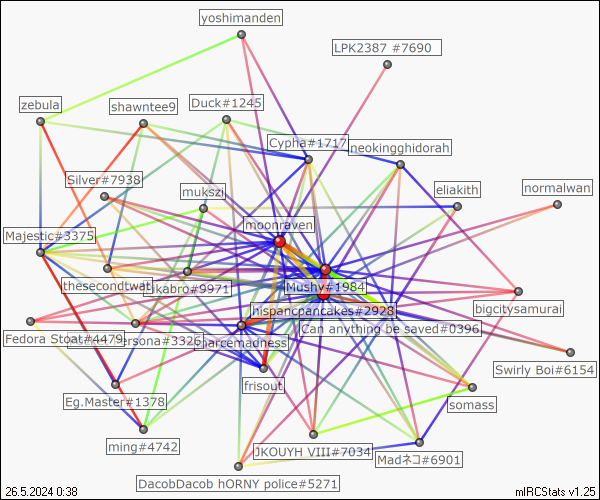 yoshimanden
LPK2387 #7690
zebula
shawntee9
Duck#1245
Cypha#1717
neokingghidorah
Silver#7938
mukszj
eliakith
normalwan
moonraven
Majestic#3375
thesecondtwat
#9971
Mushy#1984
bigcitysamurai
hispancpancakes#2928
Can anything be saved#0396
Fedora Stoat#4479
ersona#3326
arcemadness
Swirly Boi#6154
frisout
Eg.Master#1378
somass
ming#4742
JKOUYH VIII#7034
Madネコ#6901
DacobDacob hORNY police#5271
26.5.2024 0:38
mIRCStats v1.25